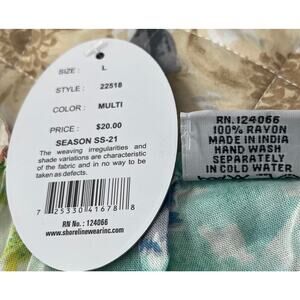 SIZE : L
STYLE : 22518
COLOR : MULTI
PRICE : $20.00
SEASON SS-21
The weaving irregularities and
shade variations are characteristic
of the fabric and in no way to be
taken as defects.
7 25330 41678 8
RN No.: 124066
www.shorelinewearinc.com
RN.124066
100% RAYON
MADE IN INDIA
HAND WASH
SEPARATELY
IN COLD WATER